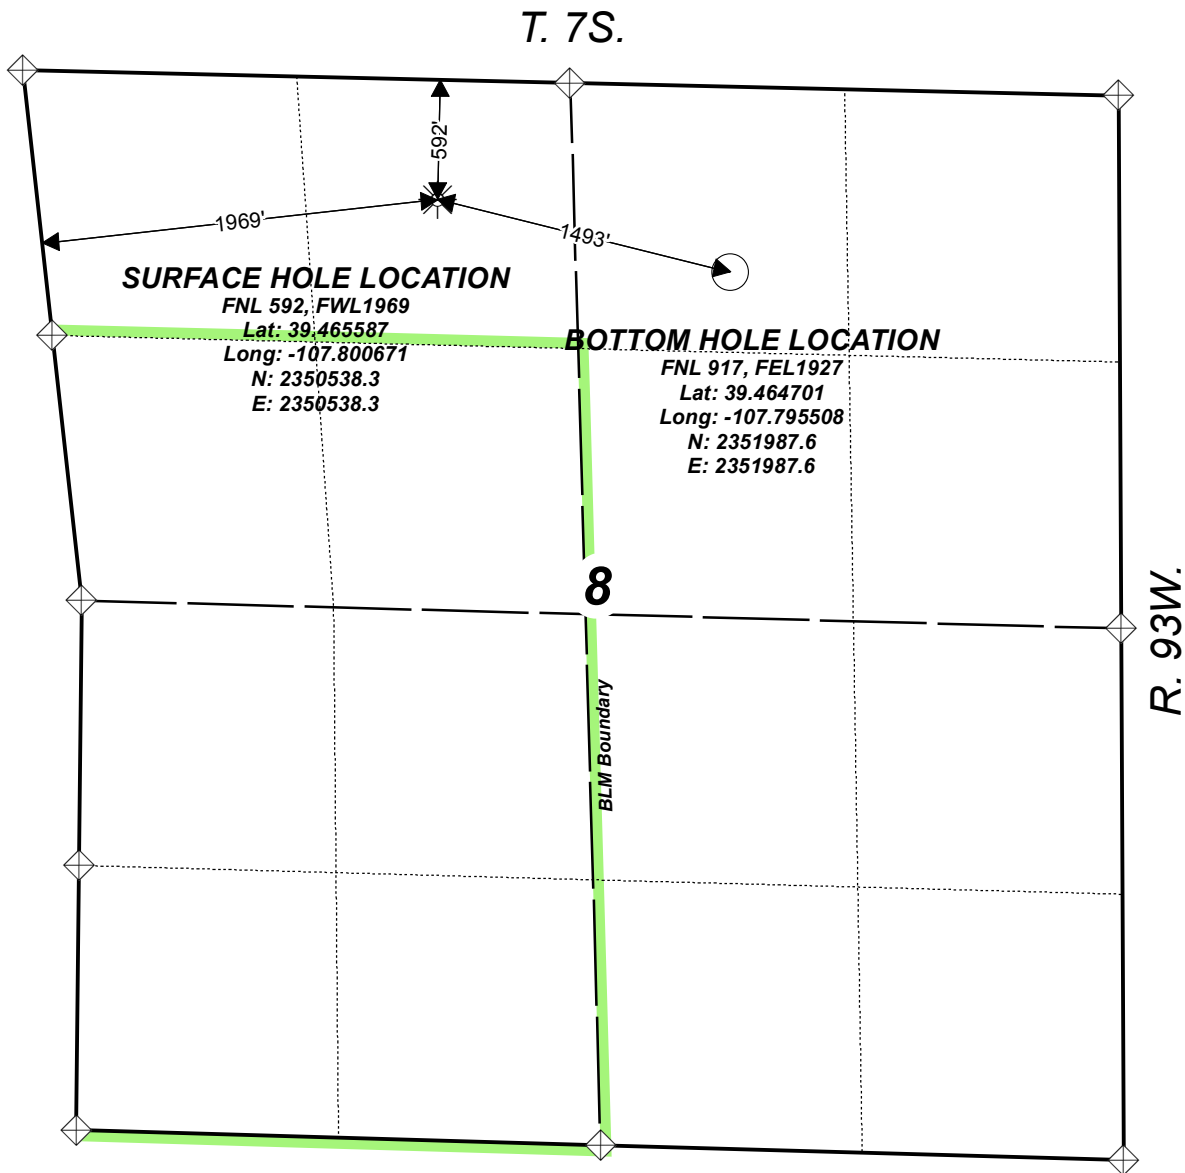 T. 7S.
592'
1969'
1493'
SURFACE HOLE LOCATION
FNL 592, FWL1969
Lat: 39.465587
Long: -107.800671
N: 2350538.3
E: 2350538.3
BOTTOM HOLE LOCATION
FNL 917, FEL1927
Lat: 39.464701
Long: -107.795508
N: 2351987.6
E: 2351987.6
8
R. 93W.
BLM Boundary